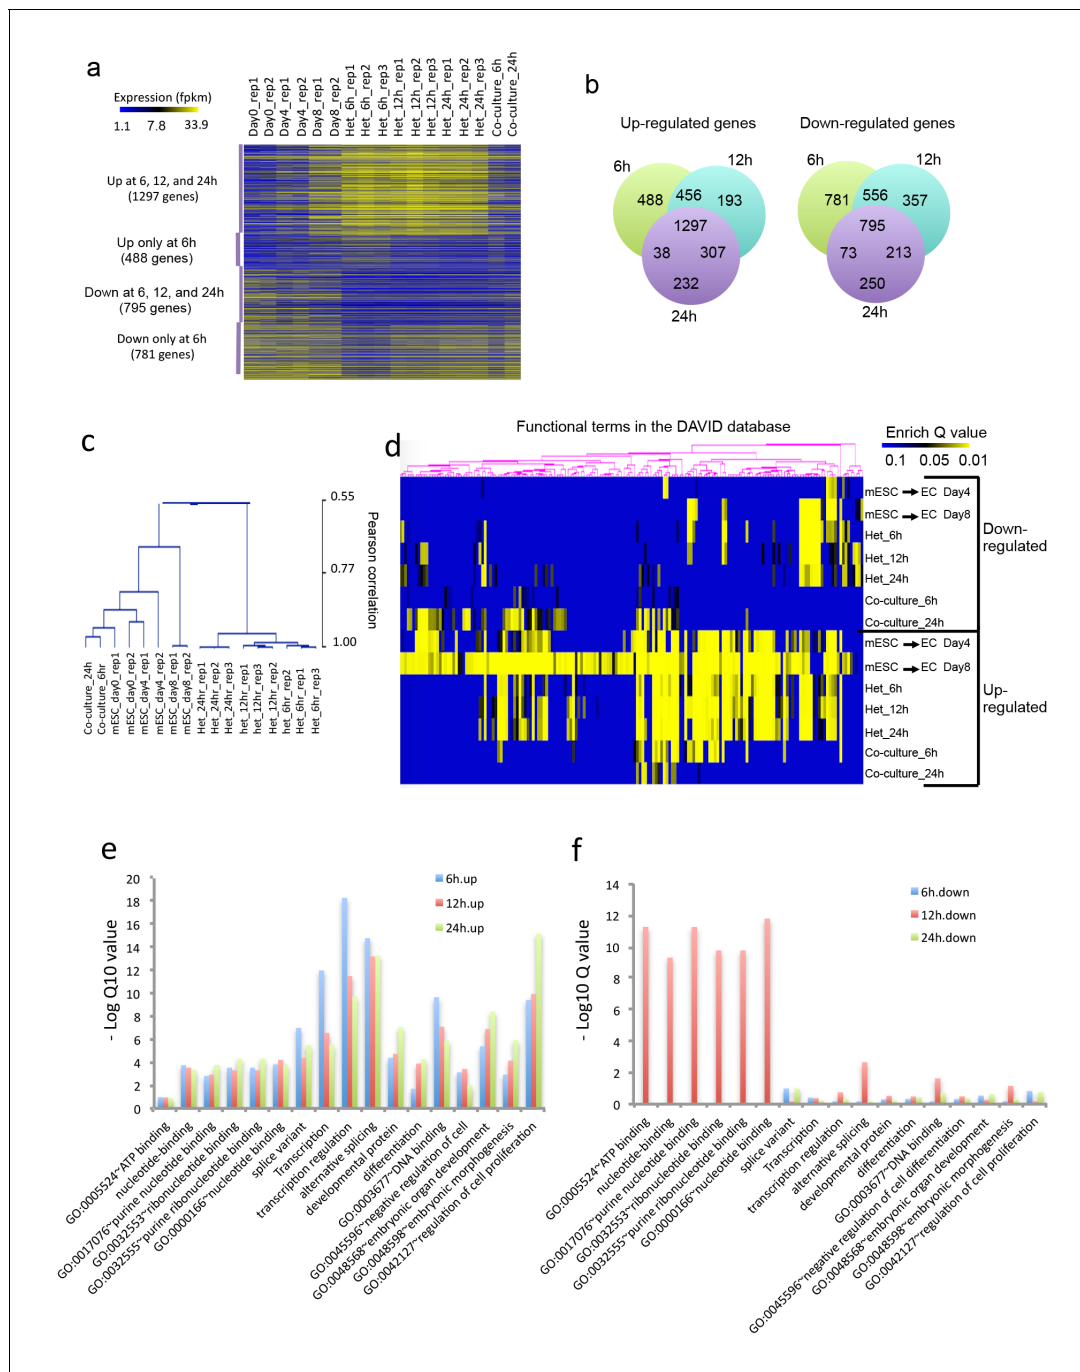 a
Expression (fpkm)
1.1 7.8 33.9
Day0_rep1
Day0_rep2
Day4_rep1
Day4_rep2
Day8_rep1
Day8_rep2
Het_6h_rep1
Het_6h_rep2
Het_6h_rep3
Het_12h_rep1
Het_12h_rep2
Het_12h_rep3
Het_24h_rep1
Het_24h_rep2
Het_24h_rep3
Co-culture_6h
Co-culture_24h
Up at 6, 12, and 24h
(1297 genes)
Up only at 6h
(488 genes)
Down at 6, 12, and 24h
(795 genes)
Down only at 6h
(781 genes)
b
Up-regulated genes
6h
12h
488 456 193
1297
38 307
232
24h
Down-regulated genes
6h
12h
781 556 357
795
73 213
250
24h
c
0.55
0.77
1.00
Pearson correlation
Co-culture_24h
Co-culture_6hr
mESC_day0_rep1
mESC_day0_rep2
mESC_day4_rep1
mESC_day4_rep2
mESC_day8_rep1
mESC_day8_rep2
Het_24hr_rep1
Het_24hr_rep2
Het_24hr_rep3
het_12hr_rep1
het_12hr_rep3
Het_12hr_rep2
het_6hr_rep2
Het_6hr_rep1
Het_6hr_rep3
d
Functional terms in the DAVID database
Enrich Q value
0.1 0.05 0.01
mESC → EC Day4
mESC → EC Day8
Het_6h
Het_12h
Het_24h
Co-culture_6h
Co-culture_24h
Down-
regulated
mESC → EC Day4
mESC → EC Day8
Het_6h
Het_12h
Het_24h
Co-culture_6h
Co-culture_24h
Up-
regulated
e
- Log Q10 value
20
18
16
14
12
10
8
6
4
2
0
6h.up
12h.up
24h.up
GO:0005524~ATP binding
nucleotide-binding
GO:0017076~purine nucleotide binding
GO:0032553~ribonucleotide binding
GO:0032555~purine ribonucleotide binding
GO:0000166~nucleotide binding
splice variant
Transcription
transcription regulation
alternative splicing
developmental protein
differentiation
GO:0003677~DNA binding
GO:0045596~negative regulation of cell
GO:0048568~embryonic organ development
GO:0048598~embryonic morphogenesis
GO:0042127~regulation of cell proliferation
f
- Log10 Q value
14
12
10
8
6
4
2
0
6h.down
12h.down
24h.down
GO:0005524~ATP binding
nucleotide-binding
GO:0017076~purine nucleotide binding
GO:0032553~ribonucleotide binding
GO:0032555~purine ribonucleotide binding
GO:0000166~nucleotide binding
splice variant
Transcription
transcription regulation
alternative splicing
developmental protein
differentiation
GO:0003677~DNA binding
GO:0045596~negative regulation of cell differentiation
GO:0048568~embryonic organ development
GO:0048598~embryonic morphogenesis
GO:0042127~regulation of cell proliferation